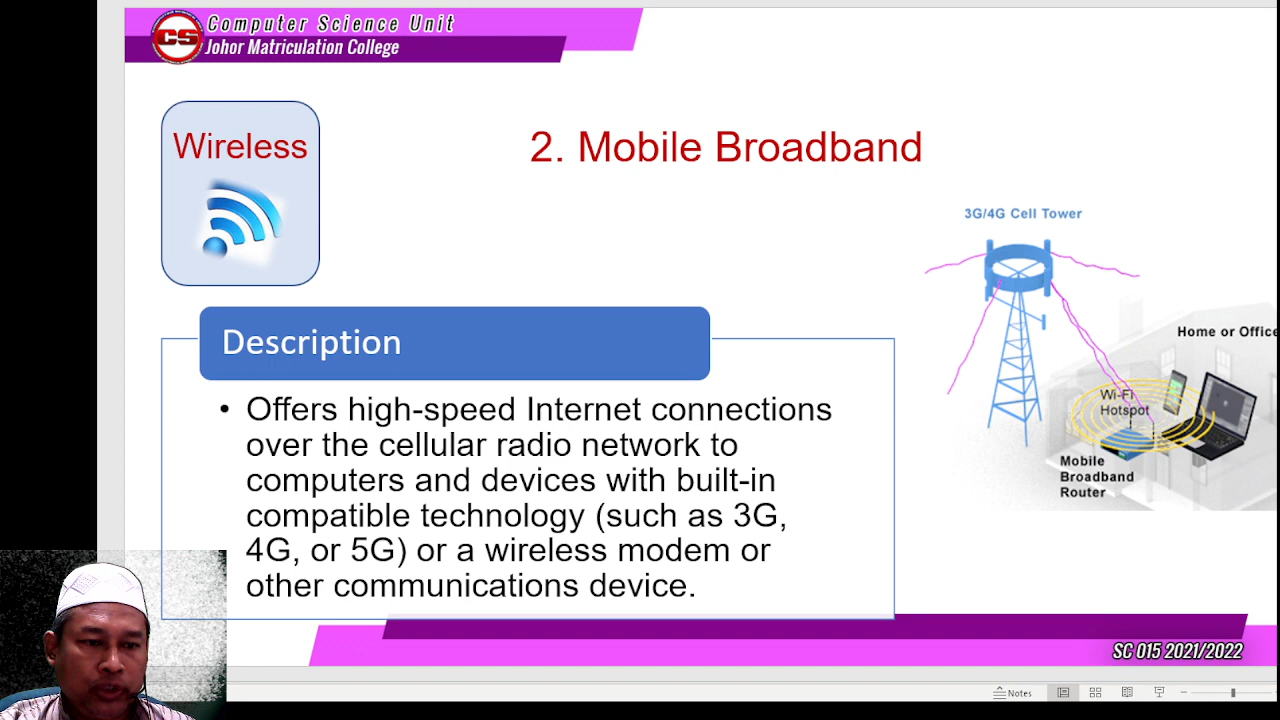 CS
Computer Science Unit
Johor Matriculation College
Wireless
2. Mobile Broadband
3G/4G Cell Tower
Home or Office
Wi-Fi
Hotspot
Mobile
Broadband
Router
Description
• Offers high-speed Internet connections
over the cellular radio network to
computers and devices with built-in
compatible technology (such as 3G,
4G, or 5G) or a wireless modem or
other communications device.
SC 015 2021/2022
Notes